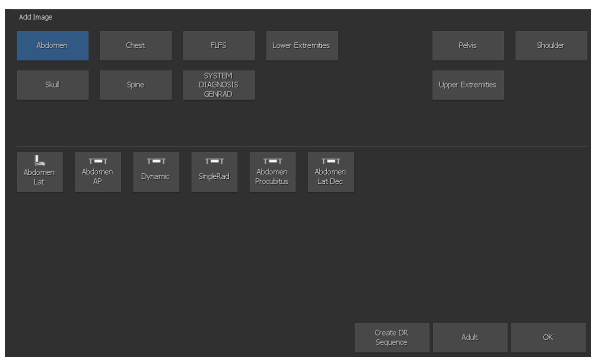 Add Image
Abdomen
Chest
FLFS
Lower Extremities
Pelvis
Shoulder
Skull
Spine
SYSTEM
DIAGNOSIS
GENRAD
Upper Extremities
Abdomen
Lat
Abdomen
AP
Dynamic
SingleRad
Abdomen
Procubitus
Abdomen
Lat Dec
Create DR
Sequence
Adult
OK